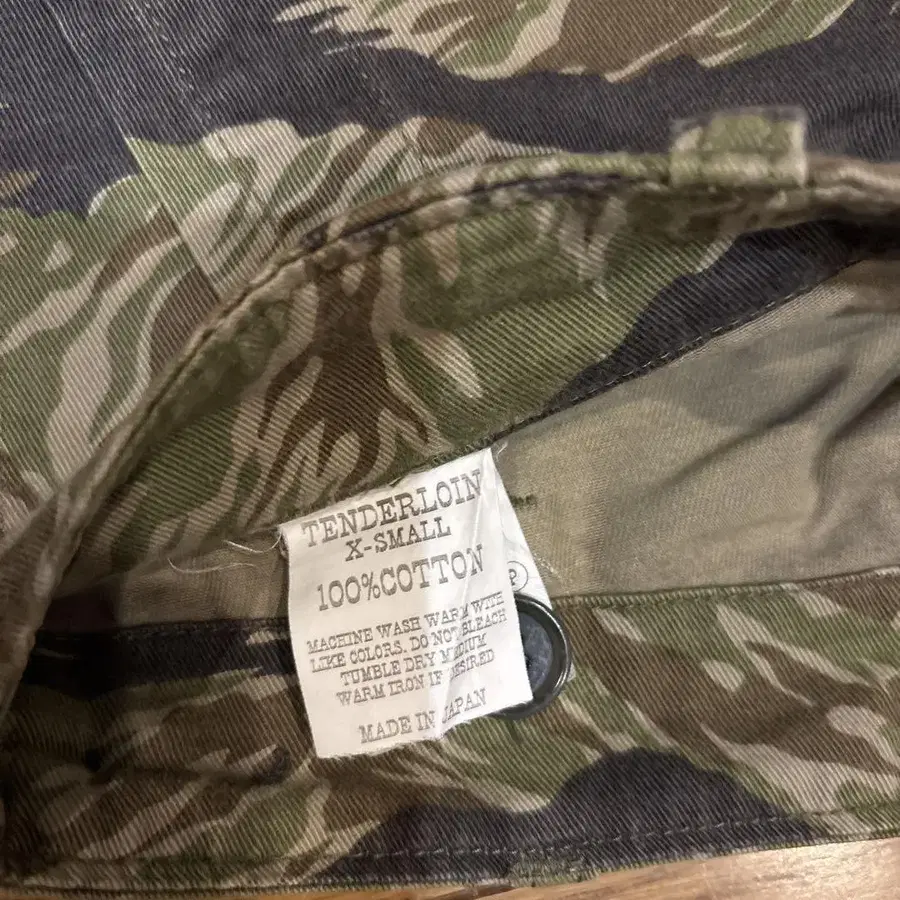 TENDERLOIN
X-SMALL
100%COTTON
MACHINE WASH WARM WITH
LIKE COLORS. DO NOT BLEACH
TUMBLE DRY MEDIUM
WARM IRON IF DESIRED
MADE IN JAPAN